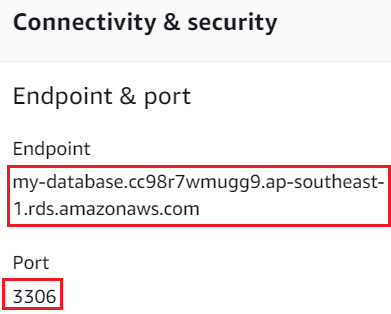 Connectivity & security
Endpoint & port
Endpoint
my-database.cc98r7wmugg9.ap-southeast-
1.rds.amazonaws.com
Port
3306